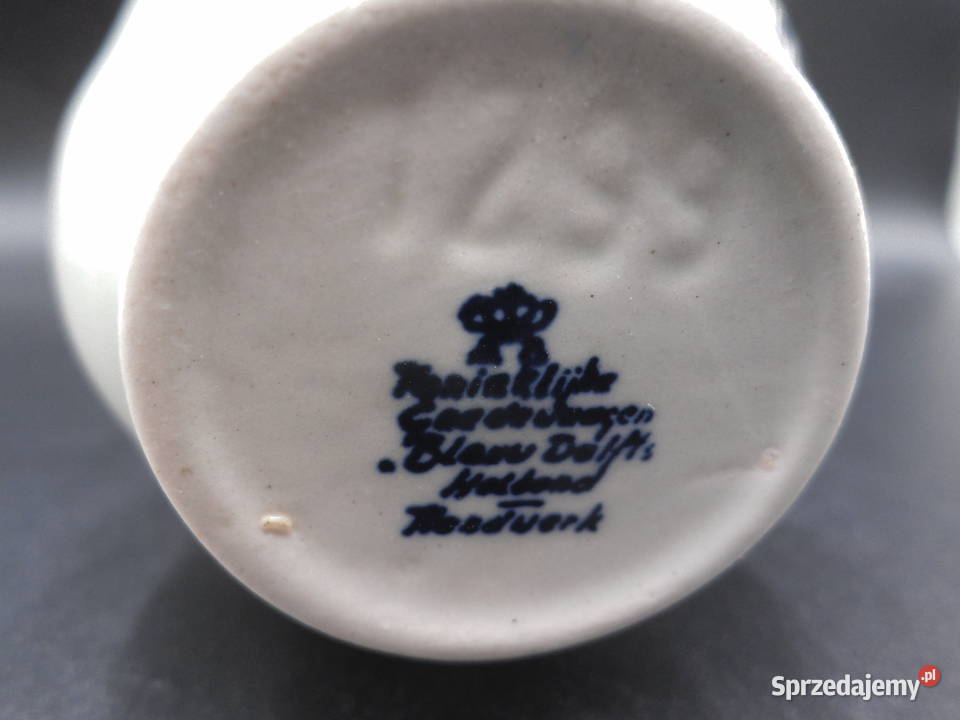 Koninklijke
Goedewaagen
Blauw Delfts
Holland
Handwerk
Sprzedajemy.pl